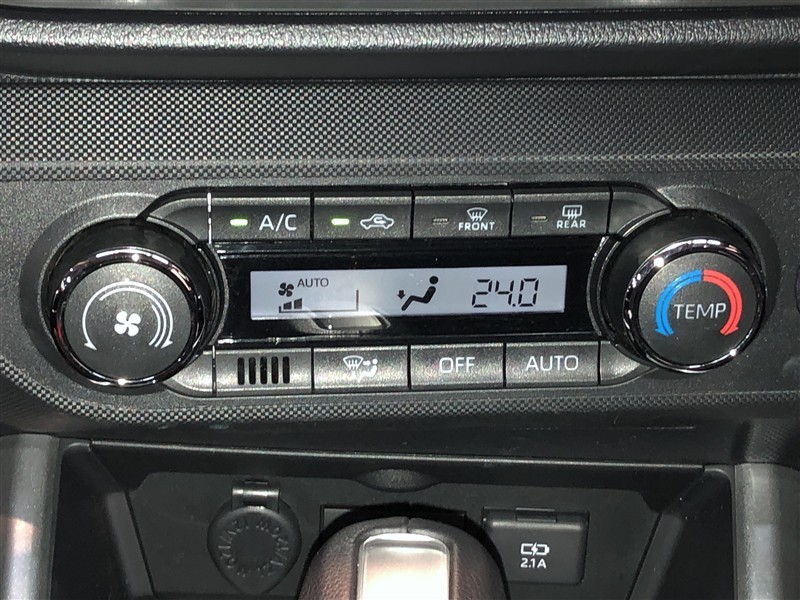 A/C
FRONT
REAR
AUTO
24.0
TEMP
OFF
AUTO
2.1A